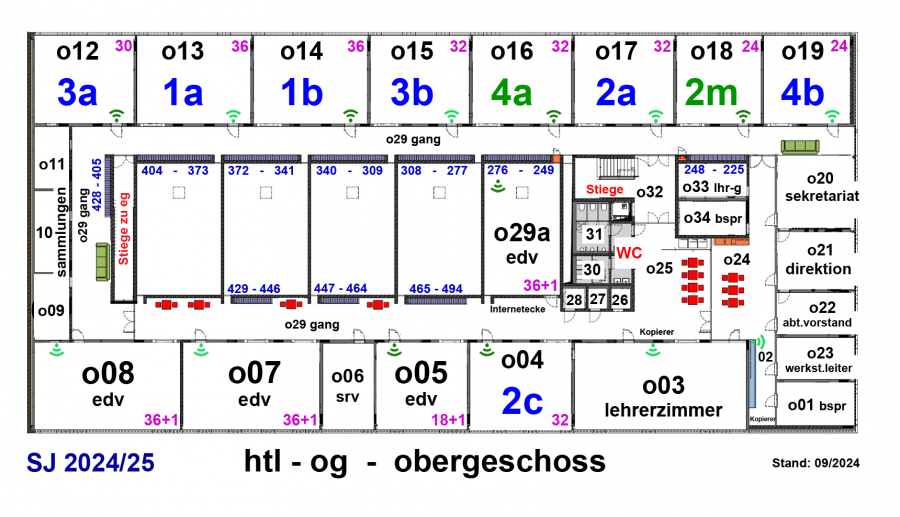 o12 30
3a
o13 36
1a
o14 36
1b
o15 32
3b
o16 32
4a
o17 32
2a
o18 24
2m
o19 24
4b
o29 gang
o11
10
sammlungen
o09
o29 gang
428 - 405
Stiege zu eg
404 - 373
372 - 341
340 - 309
308 - 277
276 - 249
429 - 446
447 - 464
465 - 494
o29a
edv
36+1
Internetecke
Stiege
o32
248 - 225
o33 lhr-g
o34 bspr
31
WC
30
28
27
26
o25
o24
Kopierer
o20
sekretariat
o21
direktion
o22
abt.vorstand
o23
werkst.leiter
o01 bspr
02
Kopierer
o29 gang
o08
edv
36+1
o07
edv
36+1
o06
srv
o05
edv
18+1
o04
2c
32
o03
lehrerzimmer
SJ 2024/25
htl - og - obergeschoss
Stand: 09/2024